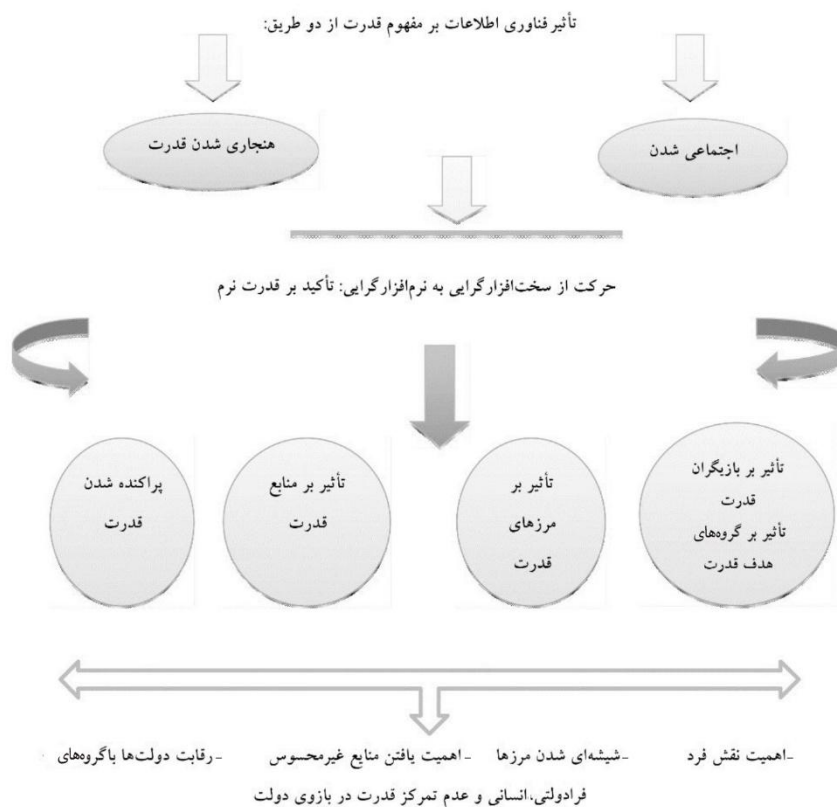 تأثیر فناوری اطلاعات بر مفهوم قدرت از دو طریق:
اجتماعی شدن
هنجاری شدن قدرت
حرکت از سخت‌افزارگرایی به نرم‌افزارگرایی: تأکید بر قدرت نرم
تأثیر بر بازیگران
قدرت
تأثیر بر گروه‌های
هدف قدرت
تأثیر بر
مرزهای
قدرت
تأثیر بر منابع
قدرت
پراکنده شدن
قدرت
-اهمیت نقش فرد
-شیشه‌ای شدن مرزها
-اهمیت یافتن منابع غیرمحسوس
-رقابت دولت‌ها باگروه‌های
فرادولتی،انسانی و عدم تمرکز قدرت در بازوی دولت